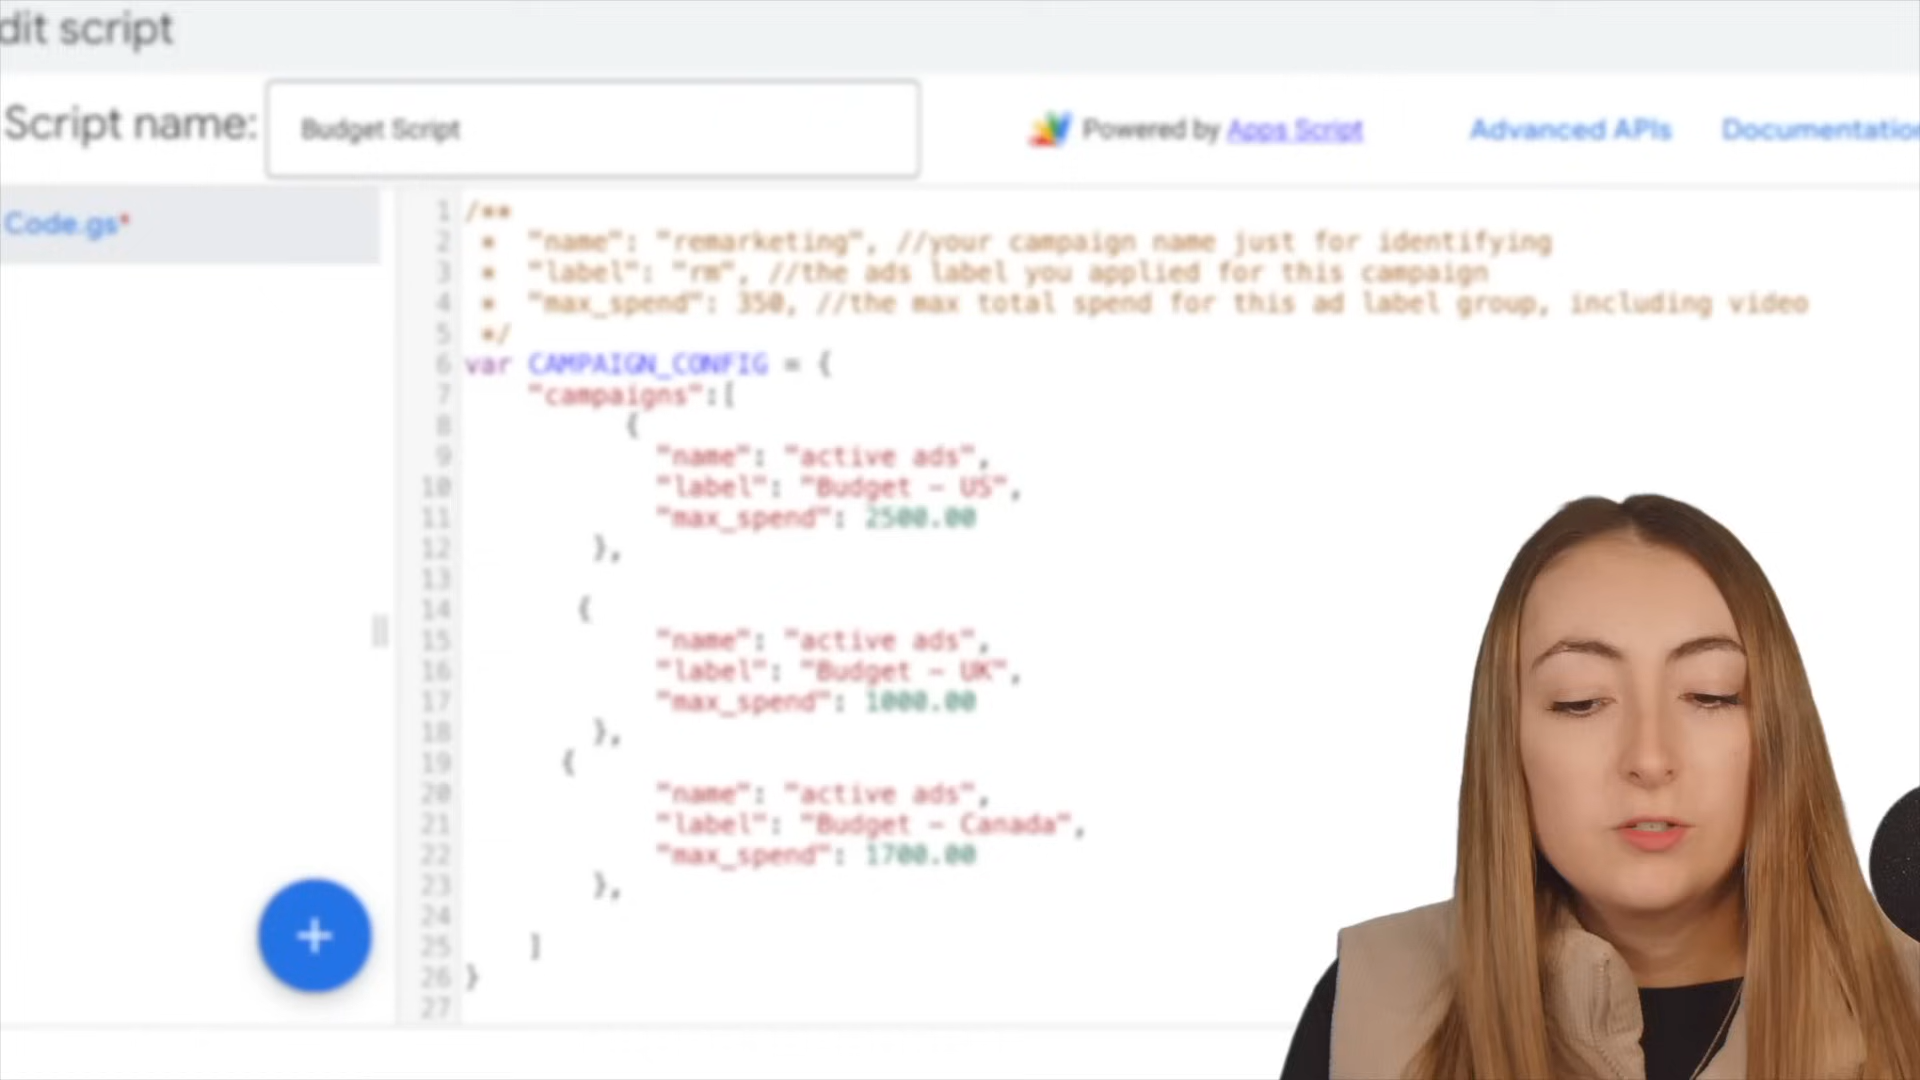 dit script
Script name: Budget Script Powered by Apps Script Advanced APIs Documentation
Code.gs*
1 /**
2 * "name": "remarketing", //your campaign name just for identifying
3 * "label": "rm", //the ads label you applied for this campaign
4 * "max_spend": 350, //the max total spend for this ad label group, including video
5 */
6 var CAMPAIGN_CONFIG = {
7 "campaigns":[
8 {
9 "name": "active ads",
10 "label": "Budget – US",
11 "max_spend": 2500.00
12 },
13
14 {
15 "name": "active ads",
16 "label": "Budget – UK",
17 "max_spend": 1000.00
18 },
19 {
20 "name": "active ads",
21 "label": "Budget – Canada",
22 "max_spend": 1700.00
23 },
24
25 ]
26 }
27